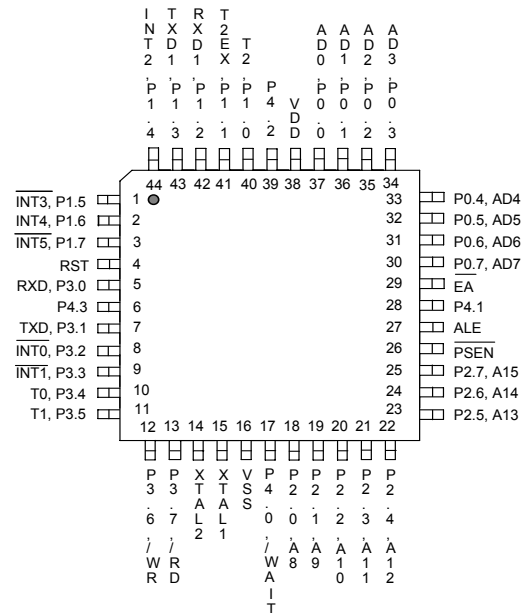 INT2, P1.4
TXD1, P1.3
RXD1, P1.2
T2EX, P1.1
T2, P1.0
P4.2
VDD
AD0, P0.0
AD1, P0.1
AD2, P0.2
AD3, P0.3
44 43 42 41 40 39 38 37 36 35 34
INT3, P1.5 1
INT4, P1.6 2
INT5, P1.7 3
RST 4
RXD, P3.0 5
P4.3 6
TXD, P3.1 7
INT0, P3.2 8
INT1, P3.3 9
T0, P3.4 10
T1, P3.5 11
33 P0.4, AD4
32 P0.5, AD5
31 P0.6, AD6
30 P0.7, AD7
29 EA
28 P4.1
27 ALE
26 PSEN
25 P2.7, A15
24 P2.6, A14
23 P2.5, A13
12 13 14 15 16 17 18 19 20 21 22
P3.6, /WR
P3.7, /RD
XTAL2
XTAL1
VSS
P4.0, /WAIT
P2.0, A8
P2.1, A9
P2.2, A10
P2.3, A11
P2.4, A12